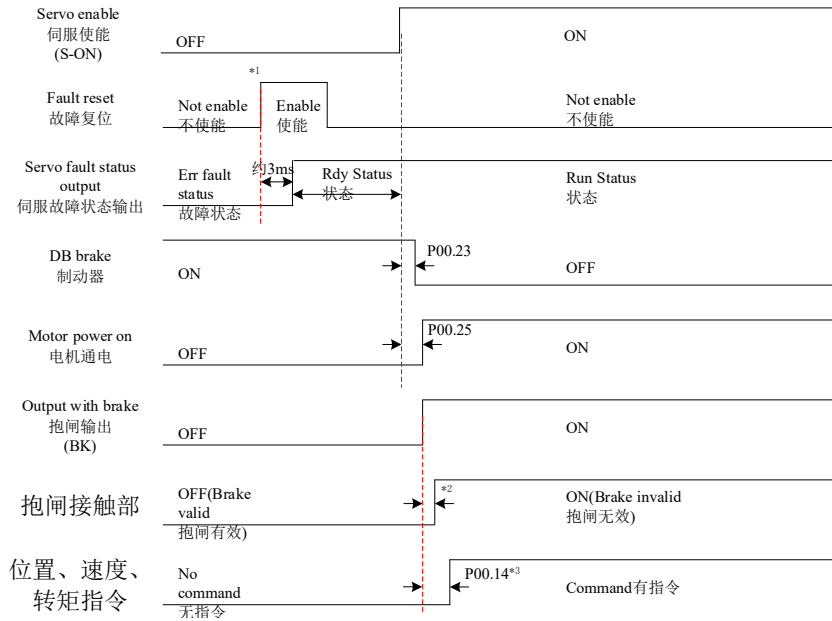 Servo enable
伺服使能
(S-ON)
OFF
ON
*1
Fault reset
故障复位
Not enable
不使能
Enable
使能
Not enable
不使能
Servo fault status
output
伺服故障状态输出
Err fault
status
故障状态
约3ms
Rdy Status
状态
Run Status
状态
DB brake
制动器
ON
P00.23
OFF
Motor power on
电机通电
OFF
P00.25
ON
Output with brake
抱闸输出
(BK)
OFF
ON
抱闸接触部
OFF(Brake
valid
抱闸有效)
*2
ON(Brake invalid
抱闸无效)
位置、速度、
转矩指令
No
command
无指令
P00.14*3
Command有指令